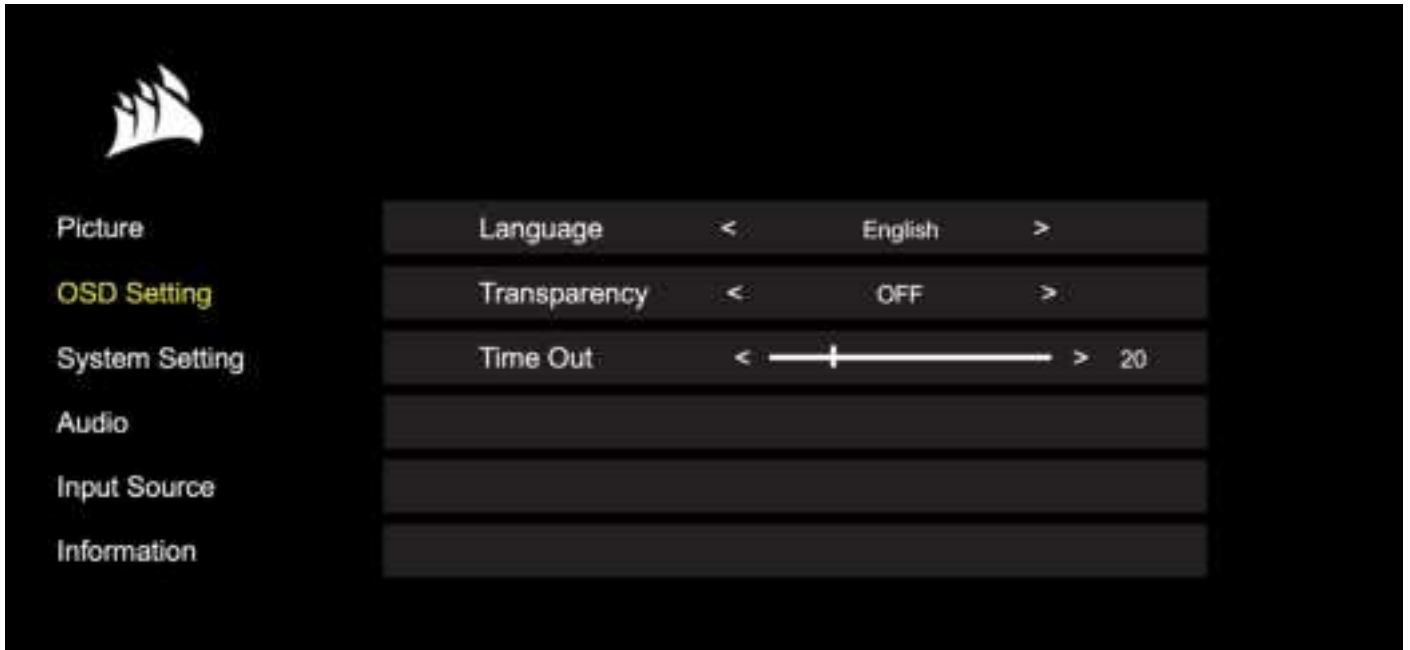 Picture Language < English >
OSD Setting Transparency < OFF >
System Setting Time Out < > 20
Audio
Input Source
Information